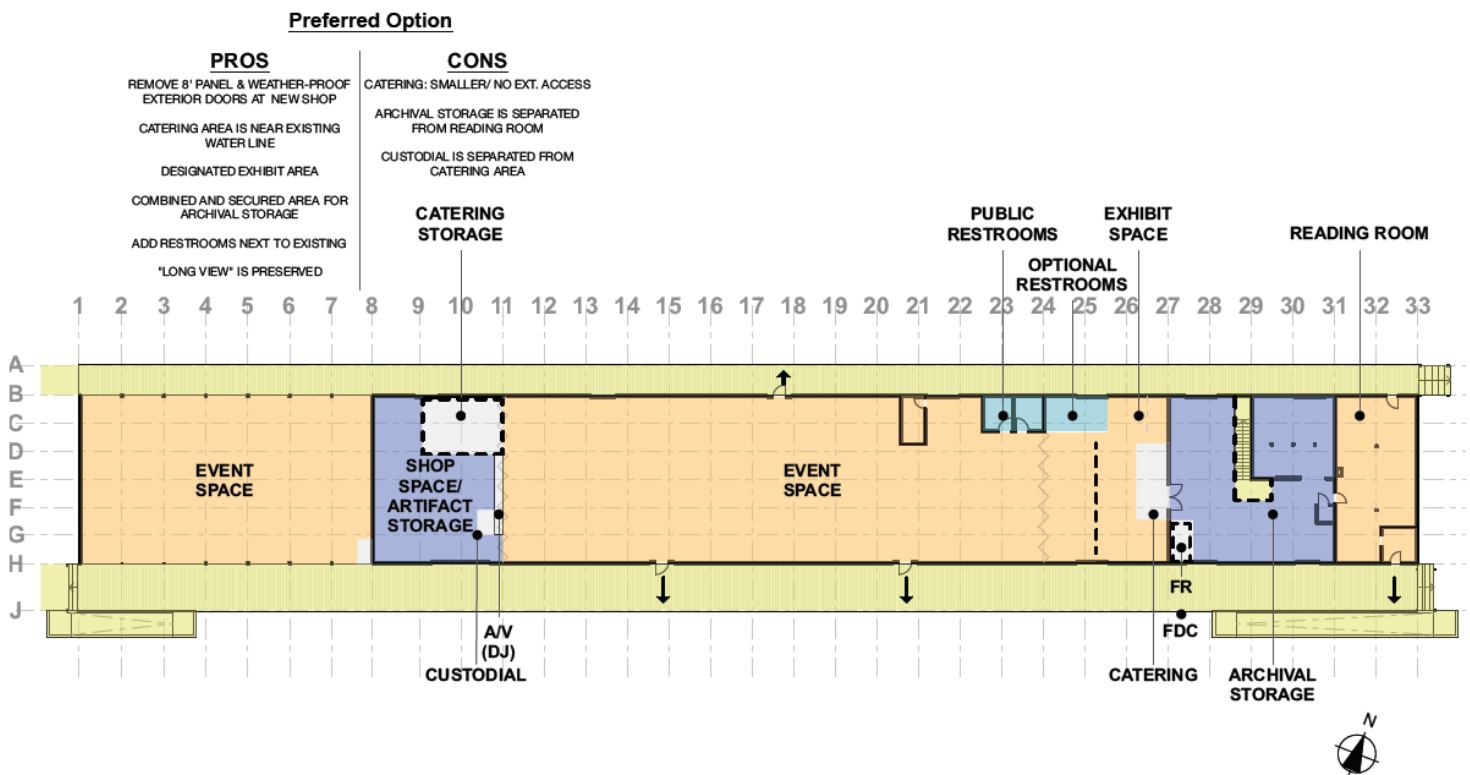 Preferred Option
PROS
REMOVE 8' PANEL & WEATHER-PROOF
EXTERIOR DOORS AT NEW SHOP
CATERING AREA IS NEAR EXISTING
WATER LINE
DESIGNATED EXHIBIT AREA
COMBINED AND SECURED AREA FOR
ARCHIVAL STORAGE
ADD RESTROOMS NEXT TO EXISTING
"LONG VIEW" IS PRESERVED
CONS
CATERING: SMALLER/ NO EXT. ACCESS
ARCHIVAL STORAGE IS SEPARATED
FROM READING ROOM
CUSTODIAL IS SEPARATED FROM
CATERING AREA
CATERING
STORAGE
PUBLIC
RESTROOMS
OPTIONAL
RESTROOMS
EXHIBIT
SPACE
READING ROOM
1 2 3 4 5 6 7 8 9 10 11 12 13 14 15 16 17 18 19 20 21 22 23 24 25 26 27 28 29 30 31 32 33
A
B
C
D
E
F
G
H
J
EVENT
SPACE
SHOP
SPACE/
ARTIFACT
STORAGE
EVENT
SPACE
FR
FDC
A/V
(DJ)
CUSTODIAL
CATERING
ARCHIVAL
STORAGE
N